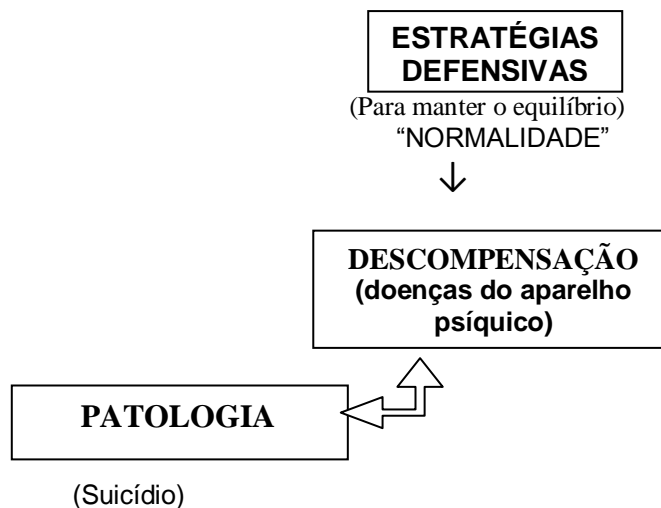 ESTRATÉGIAS
DEFENSIVAS
(Para manter o equilíbrio)
“NORMALIDADE”
DESCOMPENSAÇÃO
(doenças do aparelho
psíquico)
PATOLOGIA
(Suicídio)